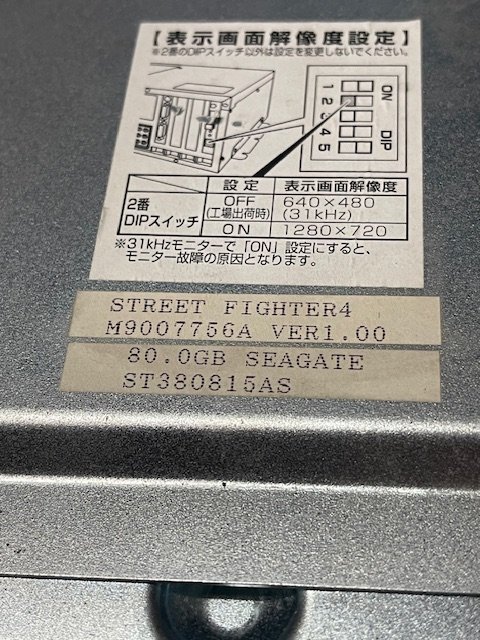 【表示画面解像度設定】
※2番のDIPスイッチ以外は設定を変更しないでください。
ON
DIP
1
2
3
4
5
設定 表示画面解像度
2番
DIPスイッチ
OFF
(工場出荷時)
640×480
(31kHz)
ON 1280×720
※31kHzモニターで「ON」設定にすると、
モニター故障の原因となります。
STREET FIGHTER4
M9007756A VER1.00
80.0GB SEAGATE
ST380815AS